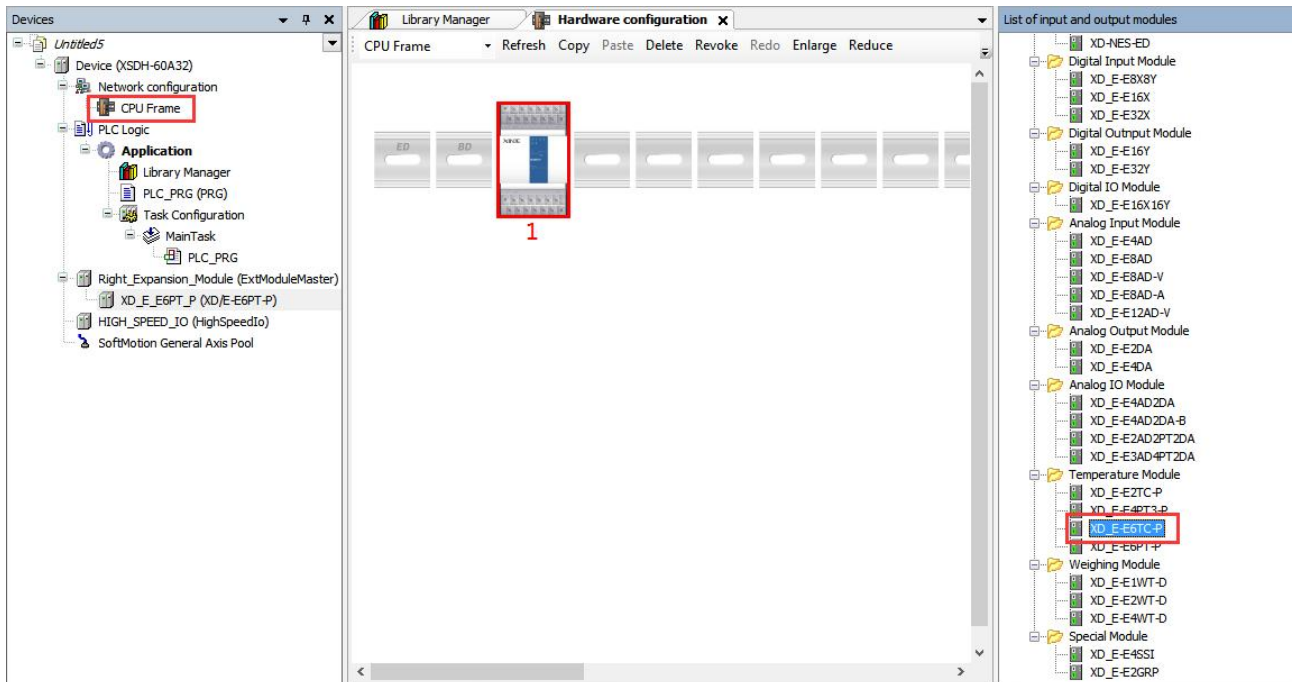 Devices
Untitled5
Device (XSDH-60A32)
Network configuration
CPU Frame
PLC Logic
Application
Library Manager
PLC_PRG (PRG)
Task Configuration
MainTask
PLC_PRG
Right_Expansion_Module (ExtModuleMaster)
XD_E_E6PT_P (XD/E-E6PT-P)
HIGH_SPEED_IO (HighSpeedIo)
SoftMotion General Axis Pool
Library Manager
Hardware configuration
CPU Frame Refresh Copy Paste Delete Revoke Redo Enlarge Reduce
ED BD
1
List of input and output modules
XD-NES-ED
Digital Input Module
XD_E-E8X8Y
XD_E-E16X
XD_E-E32X
Digital Outnput Module
XD_E-E16Y
XD_E-E32Y
Digital IO Module
XD_E-E16X16Y
Analog Input Module
XD_E-E4AD
XD_E-E8AD
XD_E-E8AD-V
XD_E-E8AD-A
XD_E-E12AD-V
Analog Output Module
XD_E-E2DA
XD_E-E4DA
Analog IO Module
XD_E-E4AD2DA
XD_E-E4AD2DA-B
XD_E-E2AD2PT2DA
XD_E-E3AD4PT2DA
Temperature Module
XD_E-E2TC-P
XD_E-E4PT3-P
XD_E-E6TC-P
XD_E-E6PT-P
Weighing Module
XD_E-E1WT-D
XD_E-E2WT-D
XD_E-E4WT-D
Special Module
XD_E-E4SSI
XD_E-E2GRP